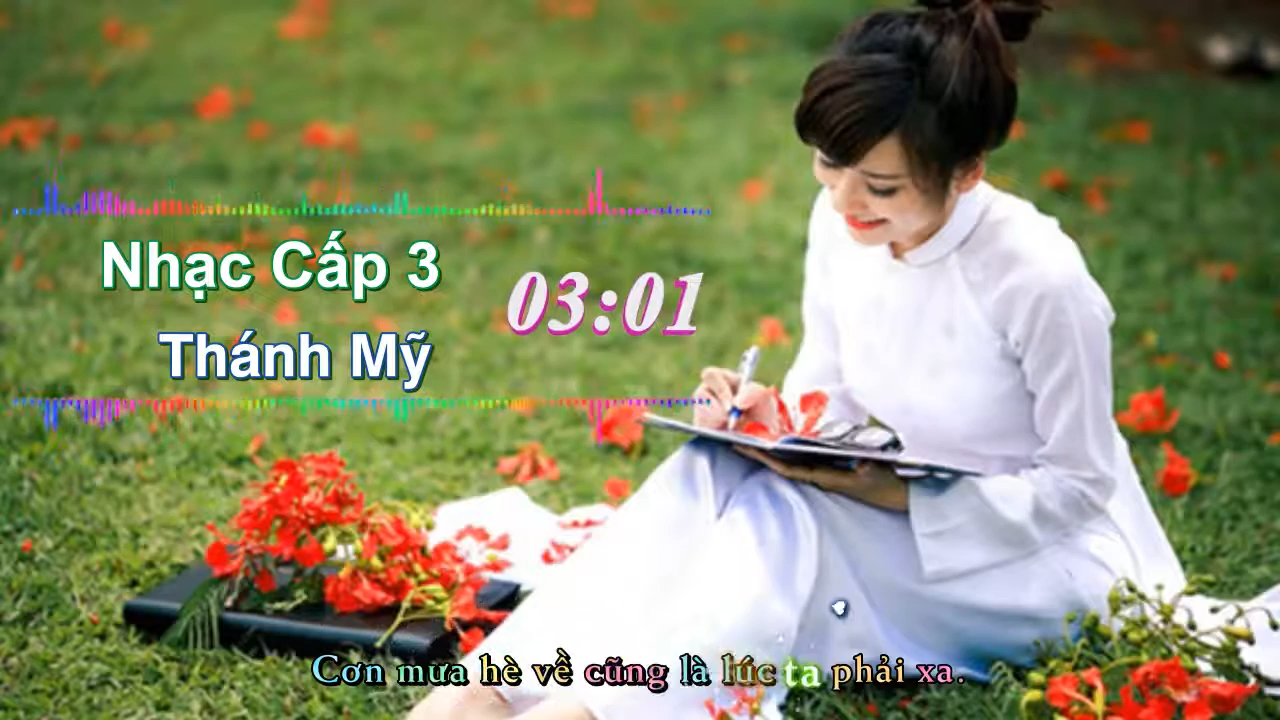 Nhạc Cấp 3
Thánh Mỹ
03:01
Cơn mưa hè về cũng là lúc ta phải xa.